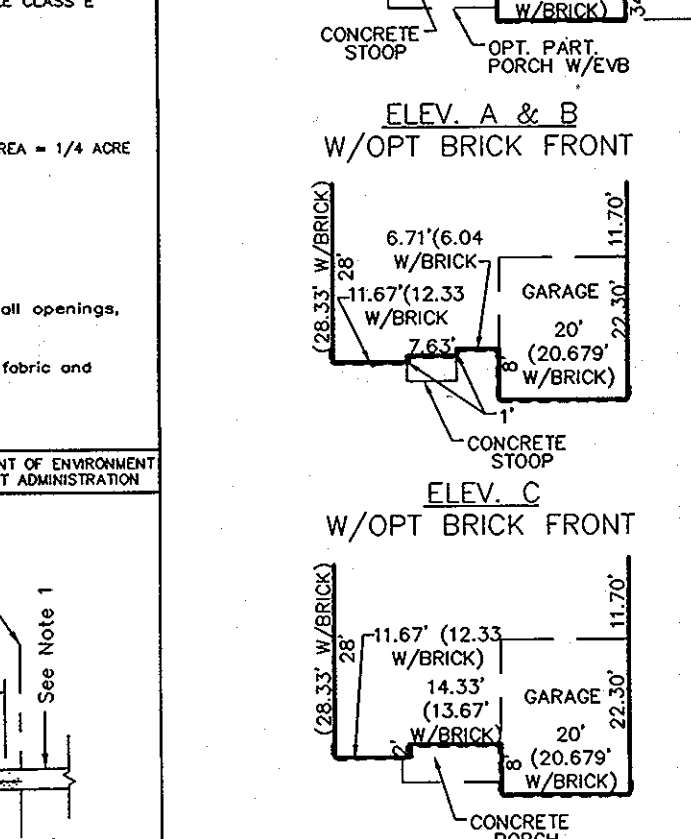 E CLASS E
REA = 1/4 ACRE
all openings,
fabric and
NT OF ENVIRONMENT
T ADMINISTRATION
See Note 1
W/BRICK)
34
CONCRETE
STOOP
OPT. PART.
PORCH W/EVB
ELEV. A & B
W/OPT BRICK FRONT
(28.33' W/BRICK)
28'
6.71'(6.04
W/BRICK
11.67'(12.33
W/BRICK
7.63'
GARAGE
20'
(20.679'
W/BRICK)
8'
11.70'
22.30'
1'
CONCRETE
STOOP
ELEV. C
W/OPT BRICK FRONT
(28.33' W/BRICK)
28'
11.67' (12.33
W/BRICK)
14.33'
(13.67'
W/BRICK)
2'
GARAGE
20'
(20.679'
W/BRICK)
8'
11.70'
22.30'
CONCRETE
PORCH